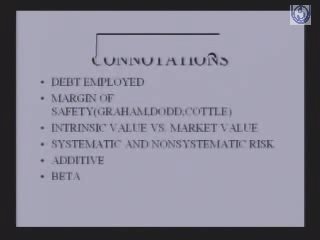 CONNOTATIONS
• DEBT EMPLOYED
• MARGIN OF
SAFETY(GRAHAM,DODD,COTTLE)
• INTRINSIC VALUE VS. MARKET VALUE
• SYSTEMATIC AND NONSYSTEMATIC RISK
• ADDITIVE
• BETA